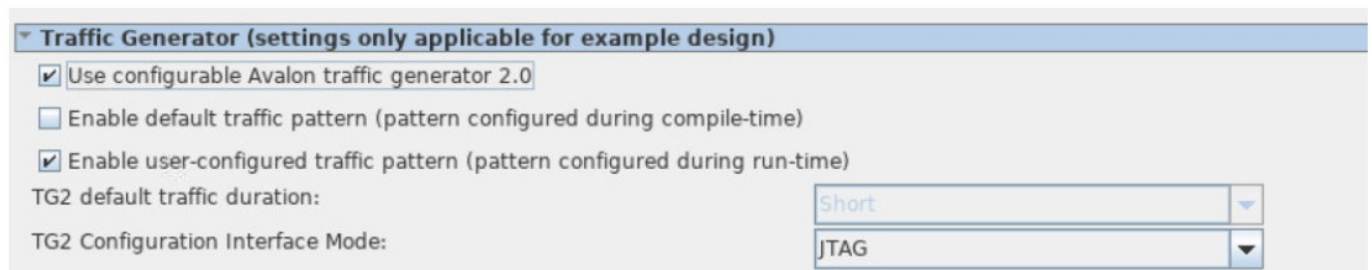 Traffic Generator (settings only applicable for example design)
Use configurable Avalon traffic generator 2.0
Enable default traffic pattern (pattern configured during compile-time)
Enable user-configured traffic pattern (pattern configured during run-time)
TG2 default traffic duration: Short
TG2 Configuration Interface Mode: JTAG